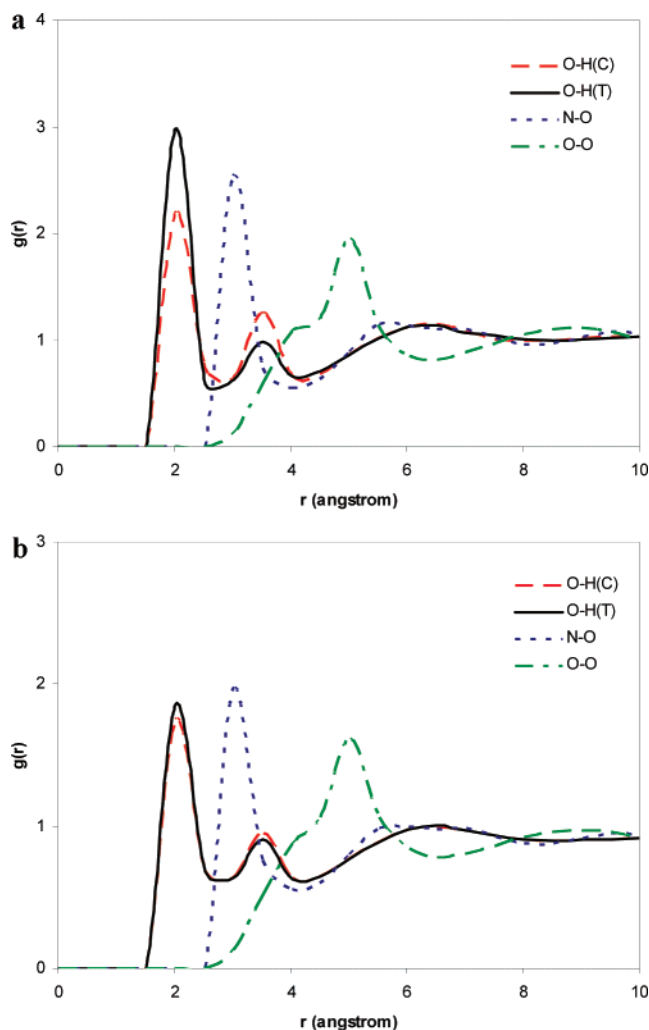 a
4
3
2
1
0
g(r)
O-H(C)
O-H(T)
N-O
O-O
0 2 4 6 8 10
r (angstrom)
b
3
2
1
0
g(r)
O-H(C)
O-H(T)
N-O
O-O
0 2 4 6 8 10
r (angstrom)